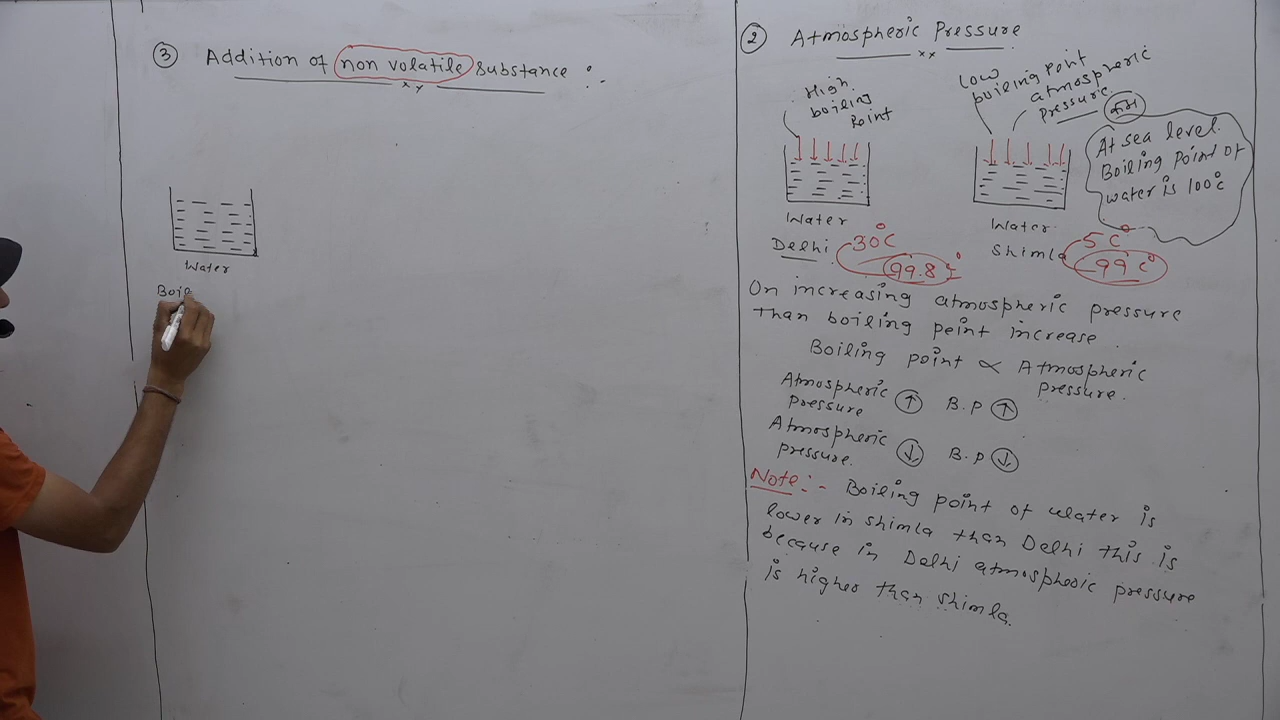 ③ Addition of non volatile substance :-
Water
Boil
② Atmospheric Pressure
High
boiling
Point
Low
boiling point
atmospheric
pressure.
कम
At sea level.
Boiling point of
water is 100°c
Water
Water.
Delhi
30°C
99.8°c
Shimla
5°C
99 c°
On increasing atmospheric pressure
than boiling peint increase.
Boiling point ∝ Atmospheric
pressure.
Atmospheric
pressure ↑ B.P ↑
Atmospheric
pressure. ↓ B.P ↓
Note:- Boiling point of water is
lower in shimla than Delhi this is
because in Delhi atmospheric pressure
is higher than shimla.